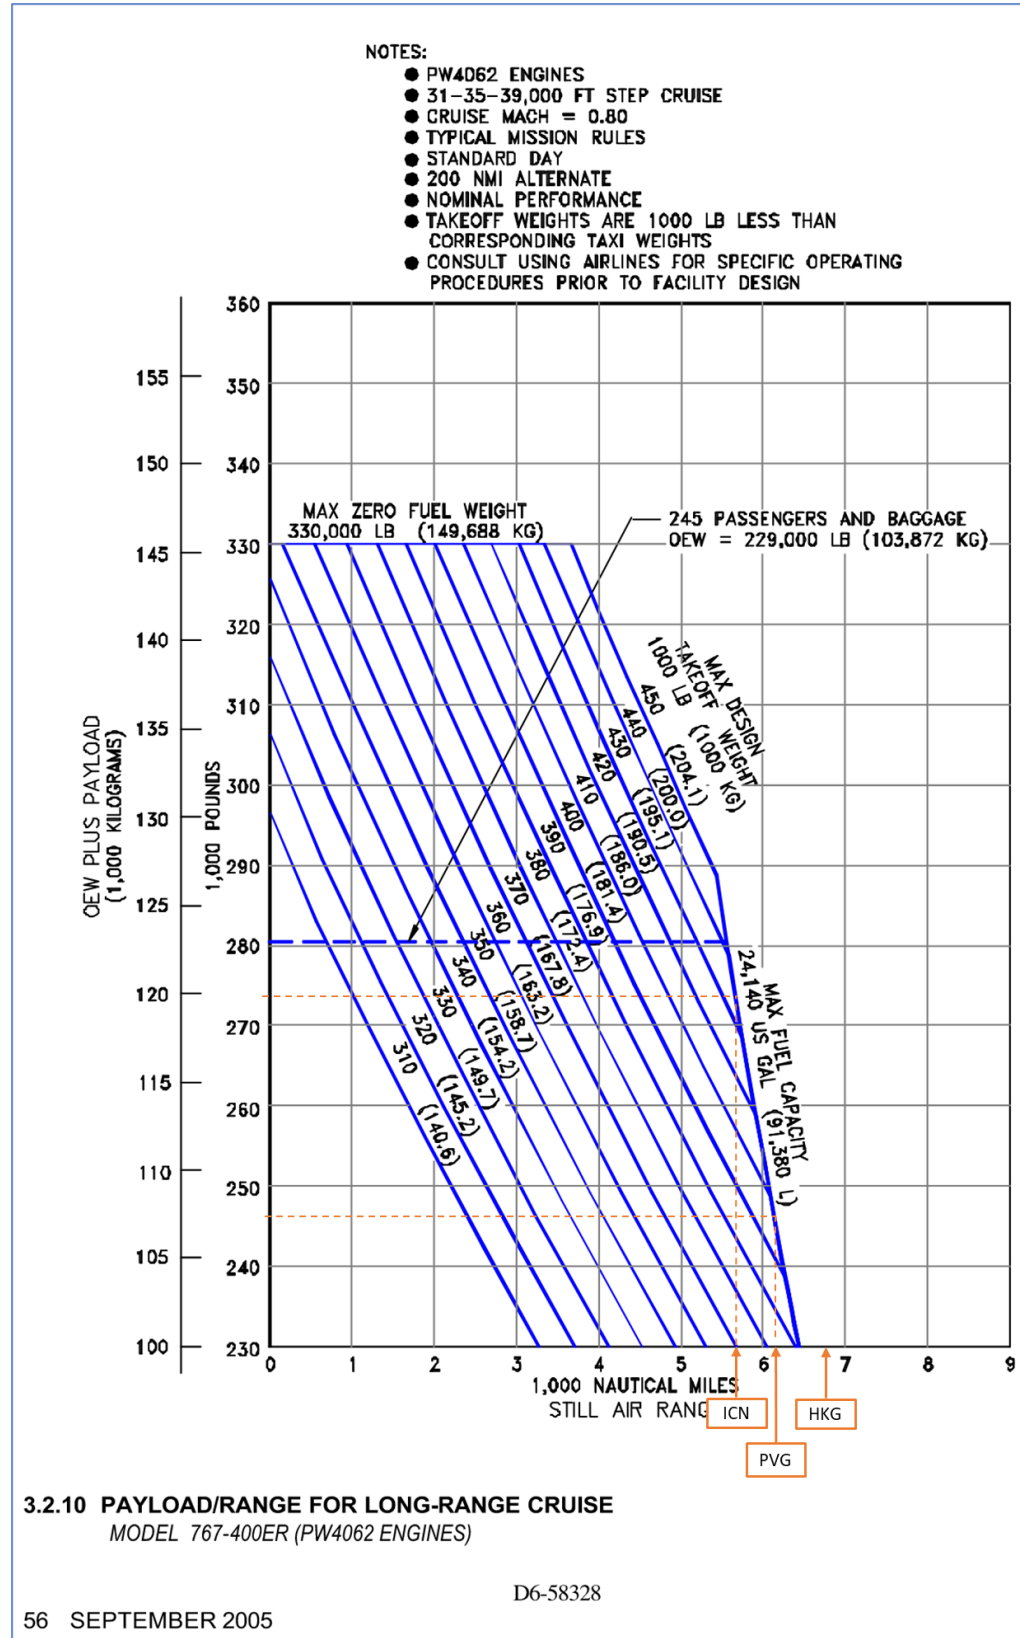 NOTES:
● PW4062 ENGINES
● 31-35-39,000 FT STEP CRUISE
● CRUISE MACH = 0.80
● TYPICAL MISSION RULES
● STANDARD DAY
● 200 NMI ALTERNATE
● NOMINAL PERFORMANCE
● TAKEOFF WEIGHTS ARE 1000 LB LESS THAN
CORRESPONDING TAXI WEIGHTS
● CONSULT USING AIRLINES FOR SPECIFIC OPERATING
PROCEDURES PRIOR TO FACILITY DESIGN
OEW PLUS PAYLOAD
(1,000 KILOGRAMS)
155
150
145
140
135
130
125
120
115
110
105
100
1,000 POUNDS
360
350
340
330
320
310
300
290
280
270
260
250
240
230
MAX ZERO FUEL WEIGHT
330,000 LB (149,688 KG)
245 PASSENGERS AND BAGGAGE
OEW = 229,000 LB (103,872 KG)
MAX DESIGN
TAKEOFF WEIGHT
1000 LB (1000 KG)
450 (204.1)
440 (200.0)
430 (195.1)
420 (190.5)
410 (186.0)
400 (181.4)
390 (176.9)
380 (172.4)
370 (167.8)
360 (163.2)
350 (158.7)
340 (154.2)
330 (149.7)
320 (145.2)
310 (140.6)
MAX FUEL CAPACITY
24,140 US GAL (91,380 L)
0 1 2 3 4 5 6 7 8 9
1,000 NAUTICAL MILES
STILL AIR RANG
ICN
HKG
PVG
3.2.10 PAYLOAD/RANGE FOR LONG-RANGE CRUISE
MODEL 767-400ER (PW4062 ENGINES)
D6-58328
56 SEPTEMBER 2005